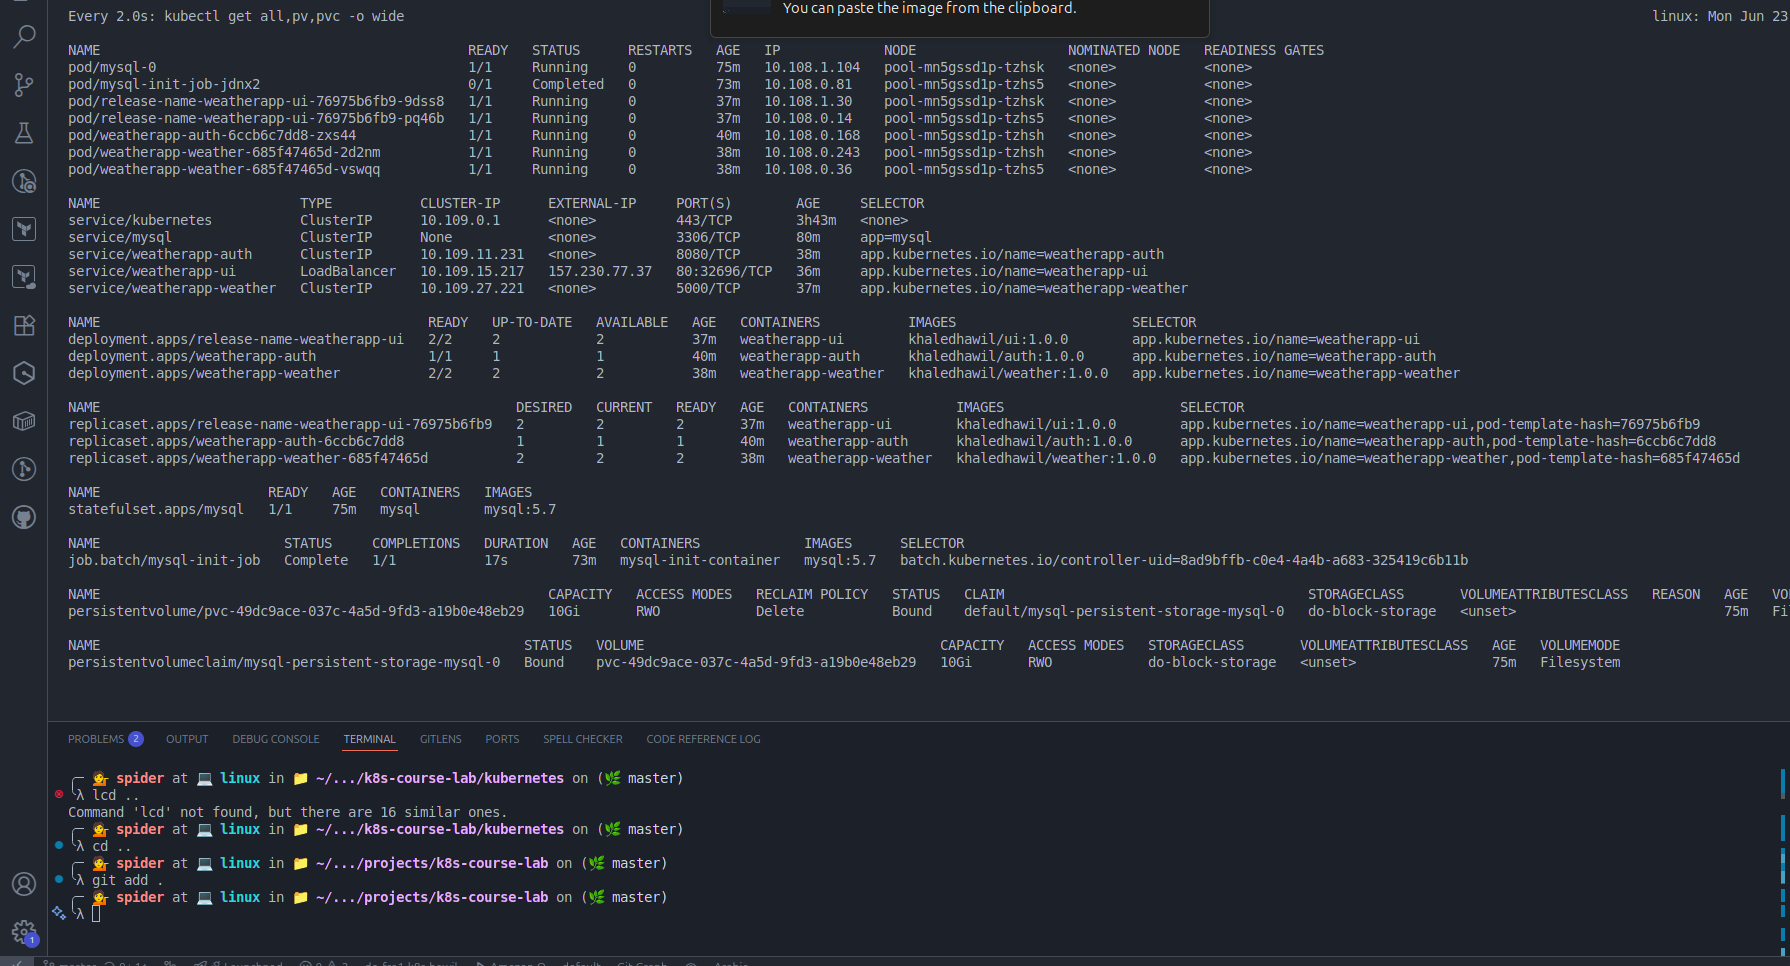 You can paste the image from the clipboard.
Every 2.0s: kubectl get all,pv,pvc -o wide linux: Mon Jun 23
NAME READY STATUS RESTARTS AGE IP NODE NOMINATED NODE READINESS GATES
pod/mysql-0 1/1 Running 0 75m 10.108.1.104 pool-mn5gssd1p-tzhsk <none> <none>
pod/mysql-init-job-jdnx2 0/1 Completed 0 73m 10.108.0.81 pool-mn5gssd1p-tzhs5 <none> <none>
pod/release-name-weatherapp-ui-76975b6fb9-9dss8 1/1 Running 0 37m 10.108.1.30 pool-mn5gssd1p-tzhsk <none> <none>
pod/release-name-weatherapp-ui-76975b6fb9-pq46b 1/1 Running 0 37m 10.108.0.14 pool-mn5gssd1p-tzhs5 <none> <none>
pod/weatherapp-auth-6ccb6c7dd8-zxs44 1/1 Running 0 40m 10.108.0.168 pool-mn5gssd1p-tzhsh <none> <none>
pod/weatherapp-weather-685f47465d-2d2nm 1/1 Running 0 38m 10.108.0.243 pool-mn5gssd1p-tzhsh <none> <none>
pod/weatherapp-weather-685f47465d-vswqq 1/1 Running 0 38m 10.108.0.36 pool-mn5gssd1p-tzhs5 <none> <none>
NAME TYPE CLUSTER-IP EXTERNAL-IP PORT(S) AGE SELECTOR
service/kubernetes ClusterIP 10.109.0.1 <none> 443/TCP 3h43m <none>
service/mysql ClusterIP None <none> 3306/TCP 80m app=mysql
service/weatherapp-auth ClusterIP 10.109.11.231 <none> 8080/TCP 38m app.kubernetes.io/name=weatherapp-auth
service/weatherapp-ui LoadBalancer 10.109.15.217 157.230.77.37 80:32696/TCP 36m app.kubernetes.io/name=weatherapp-ui
service/weatherapp-weather ClusterIP 10.109.27.221 <none> 5000/TCP 37m app.kubernetes.io/name=weatherapp-weather
NAME READY UP-TO-DATE AVAILABLE AGE CONTAINERS IMAGES SELECTOR
deployment.apps/release-name-weatherapp-ui 2/2 2 2 37m weatherapp-ui khaledhawil/ui:1.0.0 app.kubernetes.io/name=weatherapp-ui
deployment.apps/weatherapp-auth 1/1 1 1 40m weatherapp-auth khaledhawil/auth:1.0.0 app.kubernetes.io/name=weatherapp-auth
deployment.apps/weatherapp-weather 2/2 2 2 38m weatherapp-weather khaledhawil/weather:1.0.0 app.kubernetes.io/name=weatherapp-weather
NAME DESIRED CURRENT READY AGE CONTAINERS IMAGES SELECTOR
replicaset.apps/release-name-weatherapp-ui-76975b6fb9 2 2 2 37m weatherapp-ui khaledhawil/ui:1.0.0 app.kubernetes.io/name=weatherapp-ui,pod-template-hash=76975b6fb9
replicaset.apps/weatherapp-auth-6ccb6c7dd8 1 1 1 40m weatherapp-auth khaledhawil/auth:1.0.0 app.kubernetes.io/name=weatherapp-auth,pod-template-hash=6ccb6c7dd8
replicaset.apps/weatherapp-weather-685f47465d 2 2 2 38m weatherapp-weather khaledhawil/weather:1.0.0 app.kubernetes.io/name=weatherapp-weather,pod-template-hash=685f47465d
NAME READY AGE CONTAINERS IMAGES
statefulset.apps/mysql 1/1 75m mysql mysql:5.7
NAME STATUS COMPLETIONS DURATION AGE CONTAINERS IMAGES SELECTOR
job.batch/mysql-init-job Complete 1/1 17s 73m mysql-init-container mysql:5.7 batch.kubernetes.io/controller-uid=8ad9bffb-c0e4-4a4b-a683-325419c6b11b
NAME CAPACITY ACCESS MODES RECLAIM POLICY STATUS CLAIM STORAGECLASS VOLUMEATTRIBUTESCLASS REASON AGE VO
persistentvolume/pvc-49dc9ace-037c-4a5d-9fd3-a19b0e48eb29 10Gi RWO Delete Bound default/mysql-persistent-storage-mysql-0 do-block-storage <unset> 75m Fi
NAME STATUS VOLUME CAPACITY ACCESS MODES STORAGECLASS VOLUMEATTRIBUTESCLASS AGE VOLUMEMODE
persistentvolumeclaim/mysql-persistent-storage-mysql-0 Bound pvc-49dc9ace-037c-4a5d-9fd3-a19b0e48eb29 10Gi RWO do-block-storage <unset> 75m Filesystem
PROBLEMS 2 OUTPUT DEBUG CONSOLE TERMINAL GITLENS PORTS SPELL CHECKER CODE REFERENCE LOG
spider at 💻 linux in 📁 ~/.../k8s-course-lab/kubernetes on (🌿 master)
λ lcd ..
Command 'lcd' not found, but there are 16 similar ones.
spider at 💻 linux in 📁 ~/.../k8s-course-lab/kubernetes on (🌿 master)
λ cd ..
spider at 💻 linux in 📁 ~/.../projects/k8s-course-lab on (🌿 master)
λ git add .
spider at 💻 linux in 📁 ~/.../projects/k8s-course-lab on (🌿 master)
λ
1